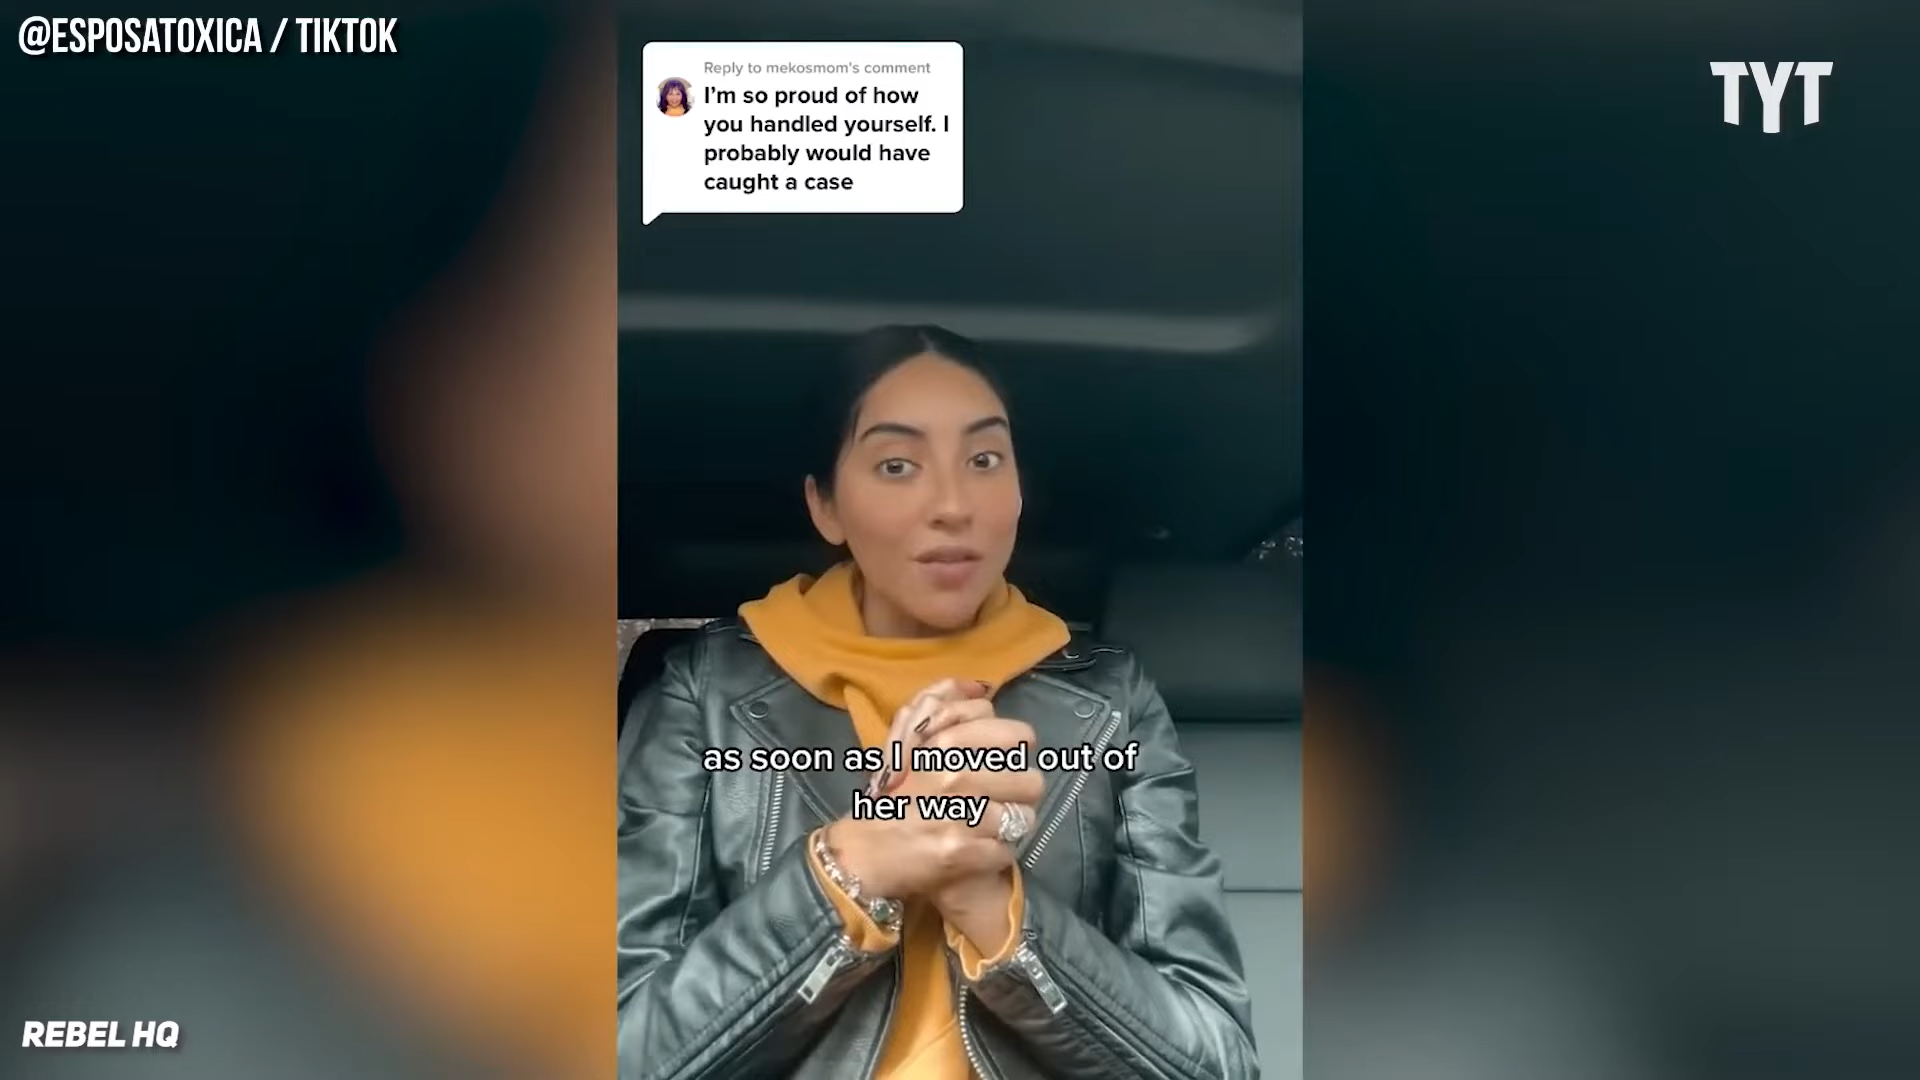 @ESPOSATOXICA / TIKTOK
TYT
Reply to mekosmom's comment
I'm so proud of how
you handled yourself. I
probably would have
caught a case
as soon as I moved out of
her way
REBEL HQ